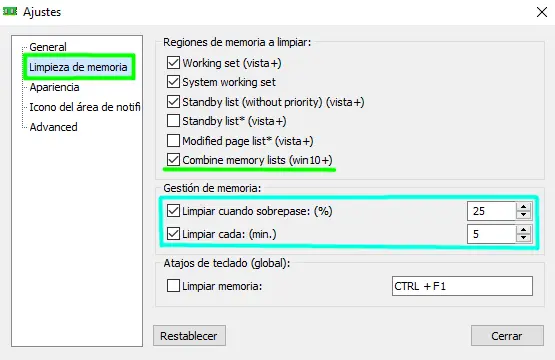 Ajustes
General
Limpieza de memoria
Apariencia
Icono del área de notifi
Advanced
Regiones de memoria a limpiar:
Working set (vista+)
System working set
Standby list (without priority) (vista+)
Standby list* (vista+)
Modified page list* (vista+)
Combine memory lists (win10+)
Gestión de memoria:
Limpiar cuando sobrepase: (%) 25
Limpiar cada: (min.) 5
Atajos de teclado (global):
Limpiar memoria: CTRL + F1
Restablecer Cerrar